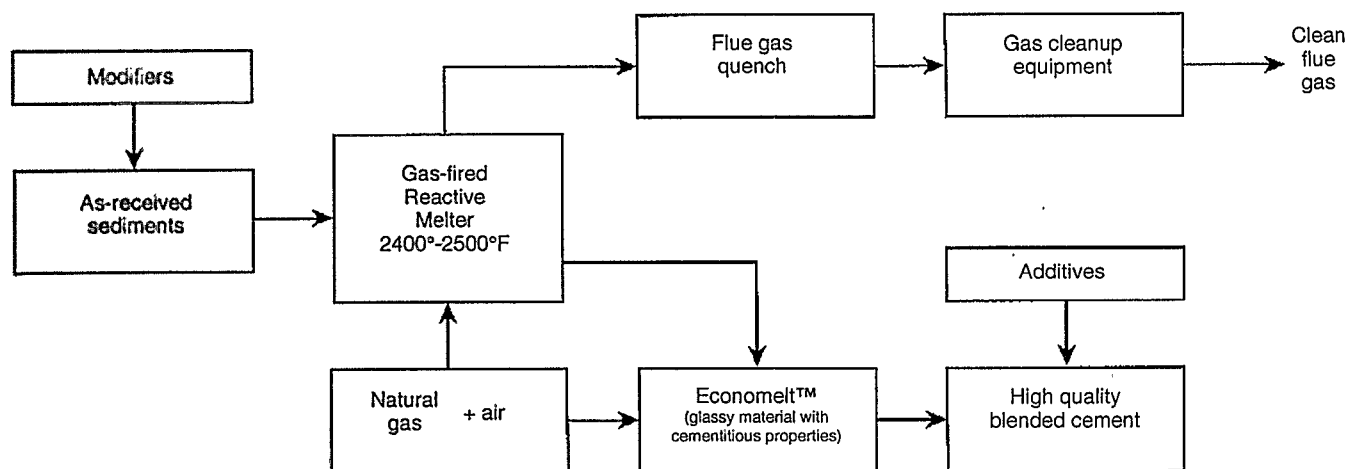 Modifiers
As-received
sediments
Gas-fired
Reactive
Melter
2400°-2500°F
Natural
gas
+ air
Flue gas
quench
Gas cleanup
equipment
Clean
flue
gas
Economelt™
(glassy material with
cementitious properties)
Additives
High quality
blended cement